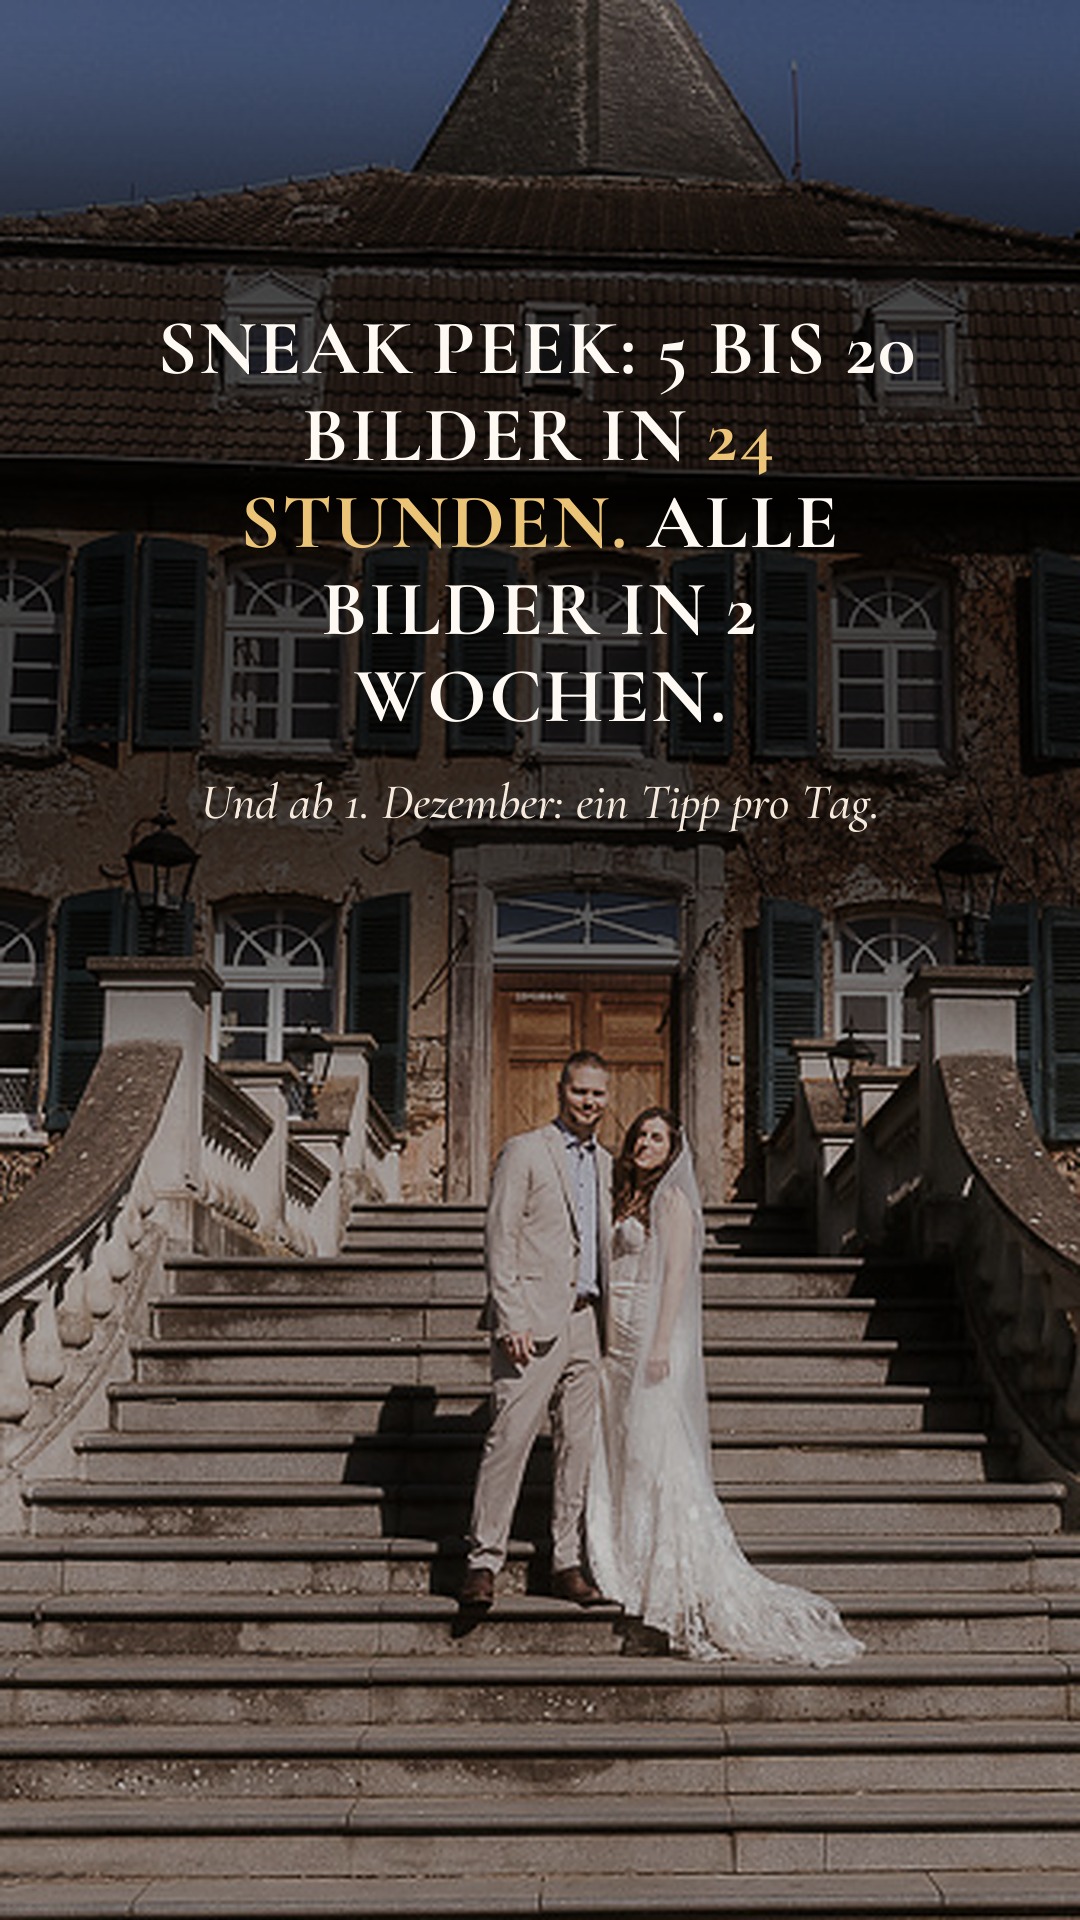 SNEAK PEEK: 5 BIS 20
BILDER IN 24
STUNDEN. ALLE
BILDER IN 2
WOCHEN.
Und ab 1. Dezember: ein Tipp pro Tag.